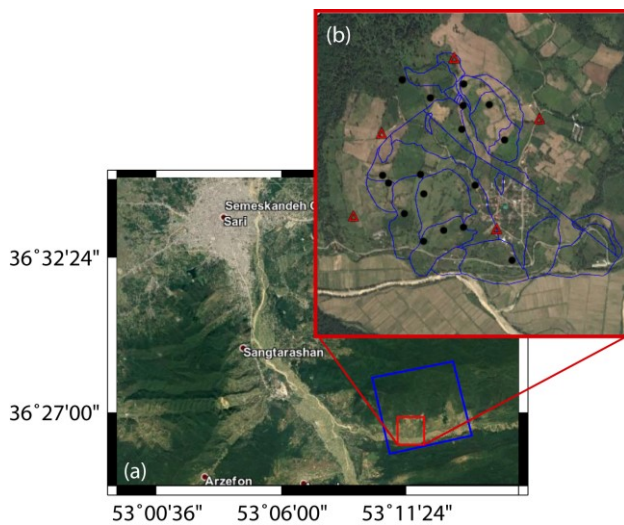 (b)
Semeskandeh
Sari
36°32'24"
Sangtarashan
36°27'00"
(a)
Arzefon
53°00'36" 53°06'00" 53°11'24"